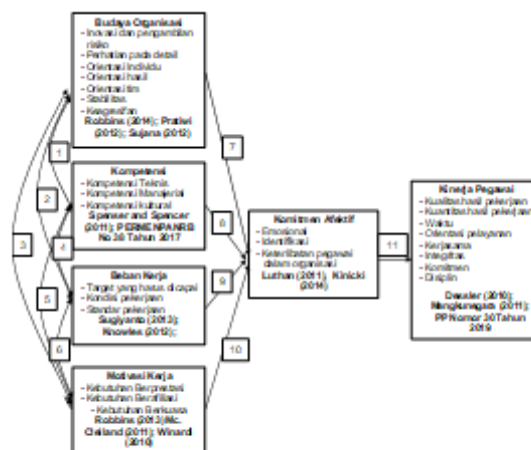 Budaya Organisasi
- Inovasi dan pengambilan
risiko
- Perhatian pada detail
- Orientasi Individu
- Orientasi hasil
- Orientasi tim
- Stabilitas
- Keagresifan
Robbins (2014); Pratiwi
(2012); Sujana (2012)
1
2
3
4
5
6
7
8
9
10
11
Kompetensi
- Kompetensi Teknis
- Kompetensi Manajerial
- Kompetensi kultural
Spenser and Spencer
(2011); PERMENPANRB
No 38 Tahun 2017
Beban Kerja
- Target yang harus dicapai
- Kondisi pekerjaan
- Standar pekerjaan
Sugiyanto (2013);
Knowles (2012);
Motivasi Kerja
- Kebutuhan Berprestasi
- Kebutuhan Berafiliasi
- Kebutuhan Berkuasa
Robbins (2013)Mc.
Clelland (2011); Winardi
(2010)
Komitmen Afektif
- Emosional
- Identifikasi
- Keterlibatan pegawai
dalam organisasi
Luthan (2011), Kinicki
(2014)
Kinerja Pegawai
- Kualitas hasil pekerjaan
- Kuantitas hasil pekerjaan
- Waktu
- Orientasi pelayanan
- Kerjasama
- Integritas
- Komitmen
- Disiplin
Dessler (2010);
Mangkunegara (2011);
PP Nomor 30 Tahun
2019